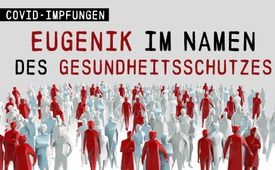 COVID-IMPFUNGEN
EUGENIK IM NAMEN
DES GESUNDHEITSSCHUTZES